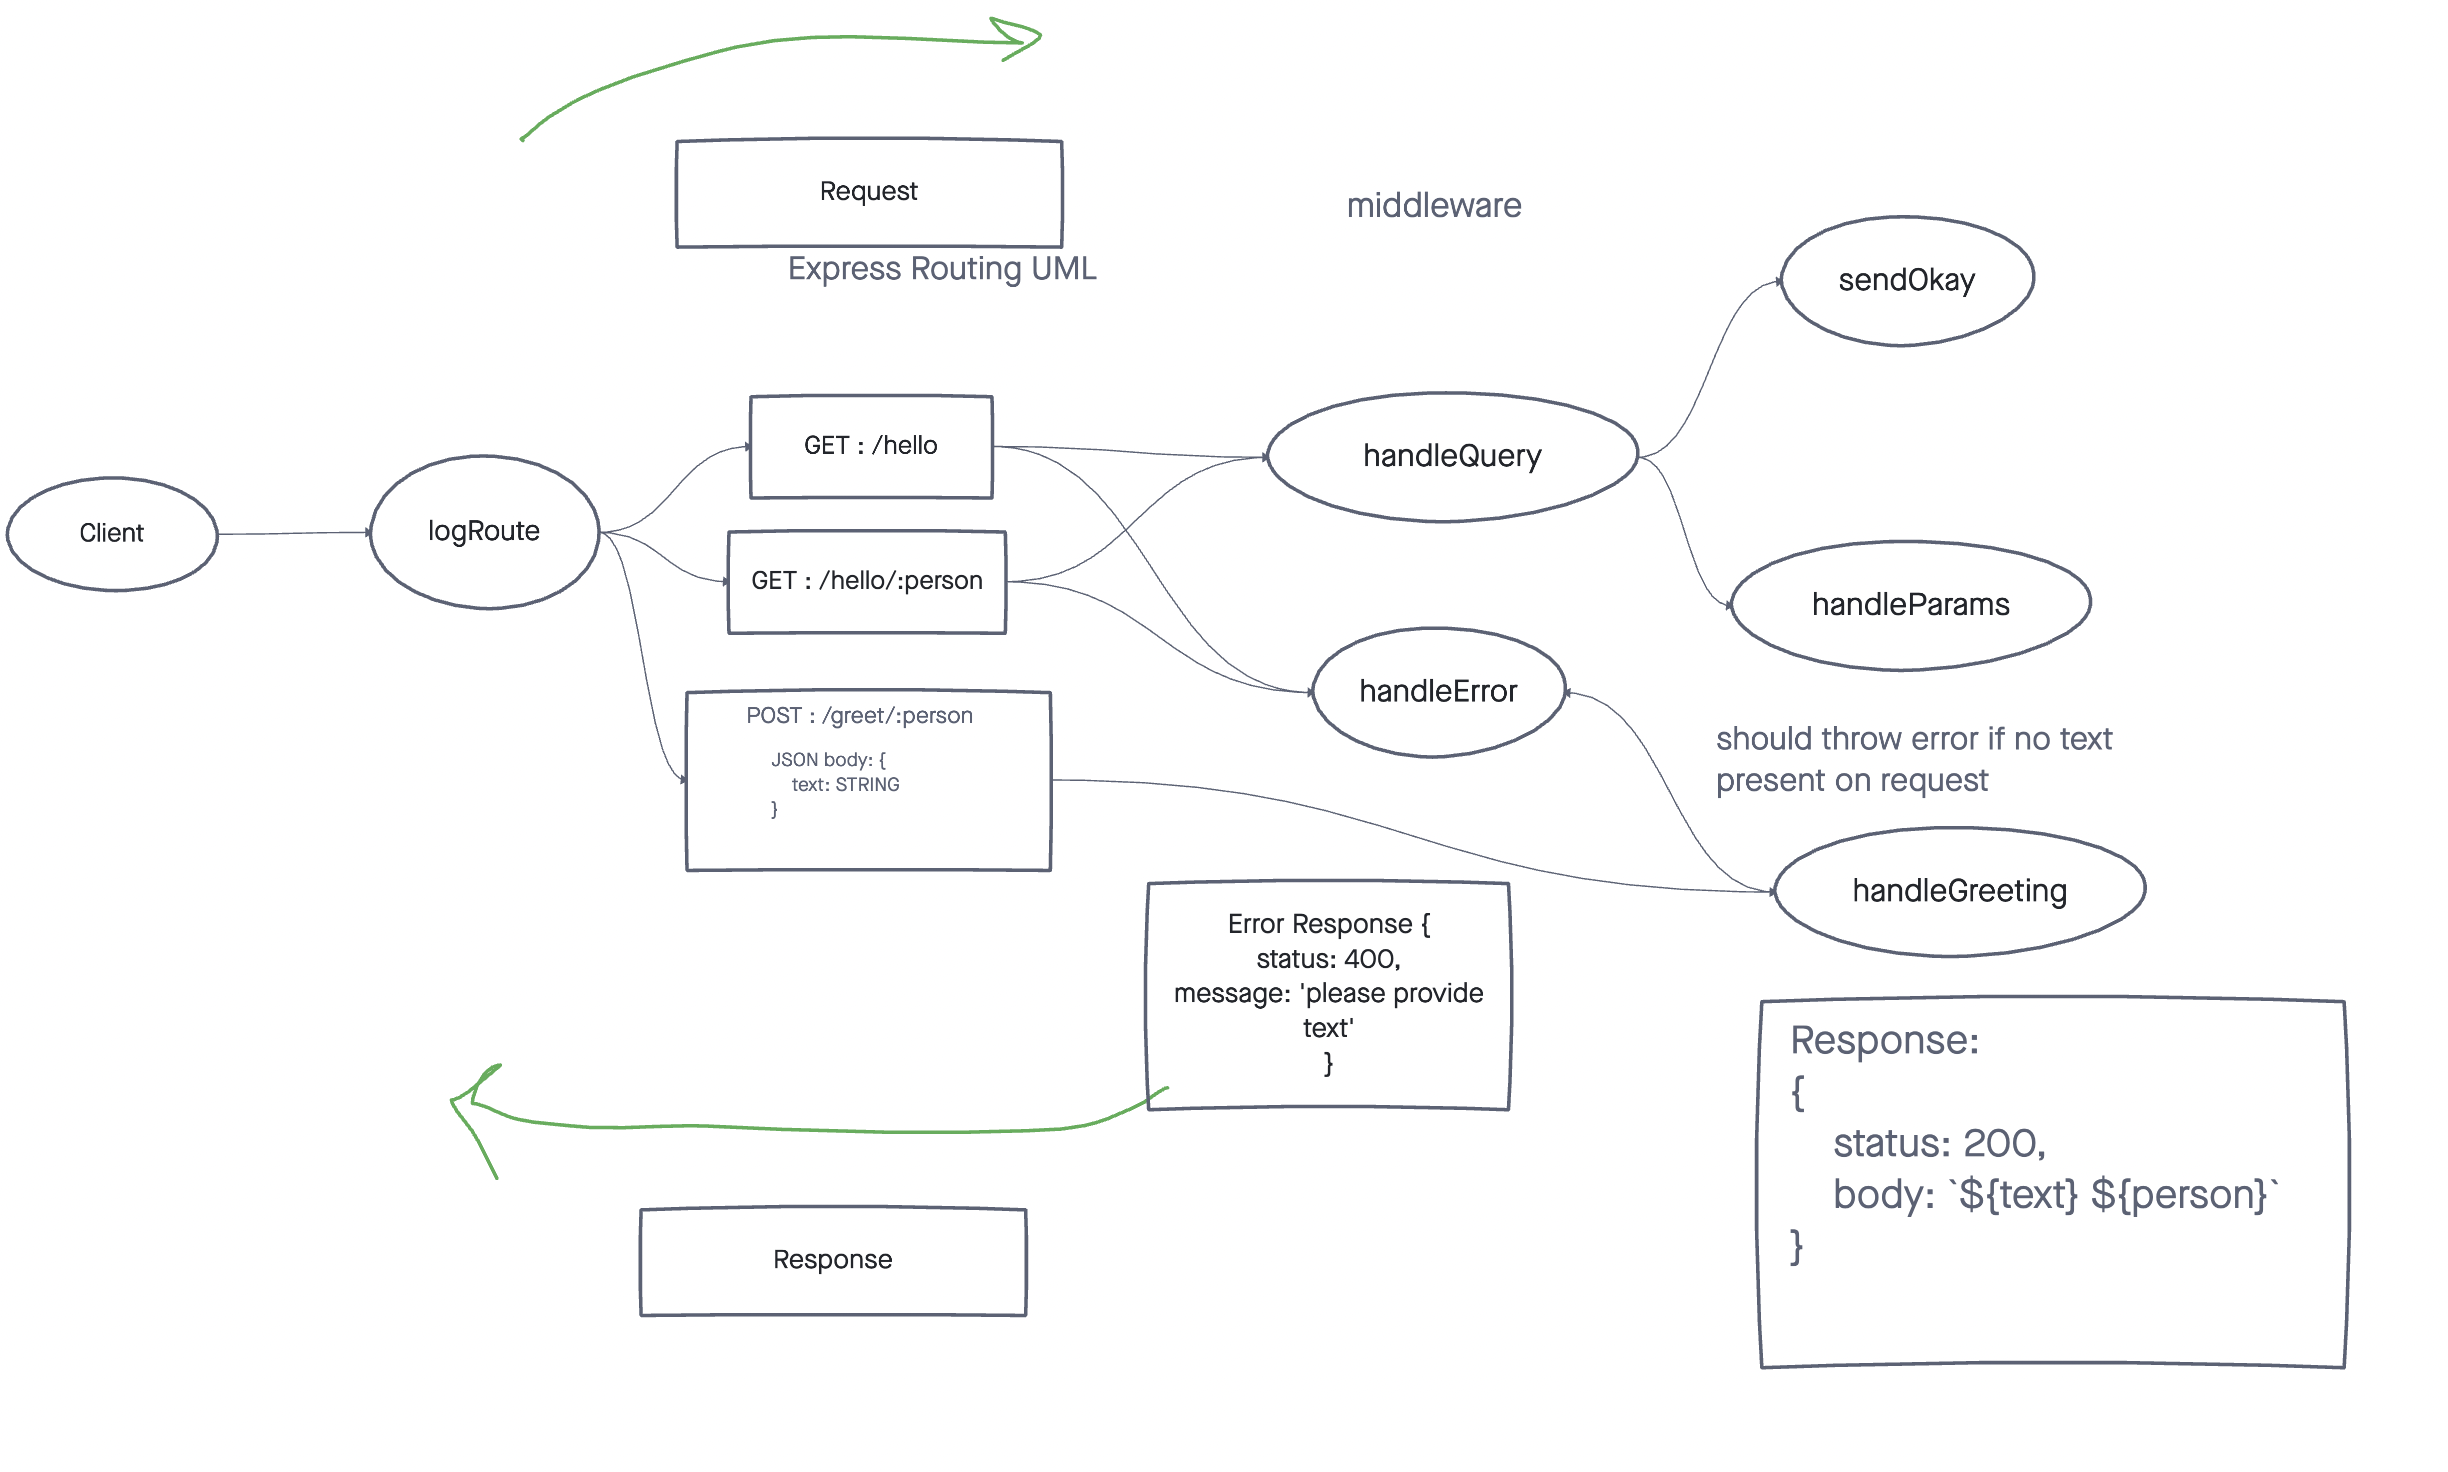 Request
Express Routing UML
middleware
sendOkay
GET : /hello
handleQuery
Client
logRoute
GET : /hello/:person
handleParams
handleError
POST : /greet/:person
JSON body: {
text: STRING
}
should throw error if no text
present on request
handleGreeting
Error Response {
status: 400,
message: 'please provide
text'
}
Response:
{
status: 200,
body: `${text} ${person}`
}
Response